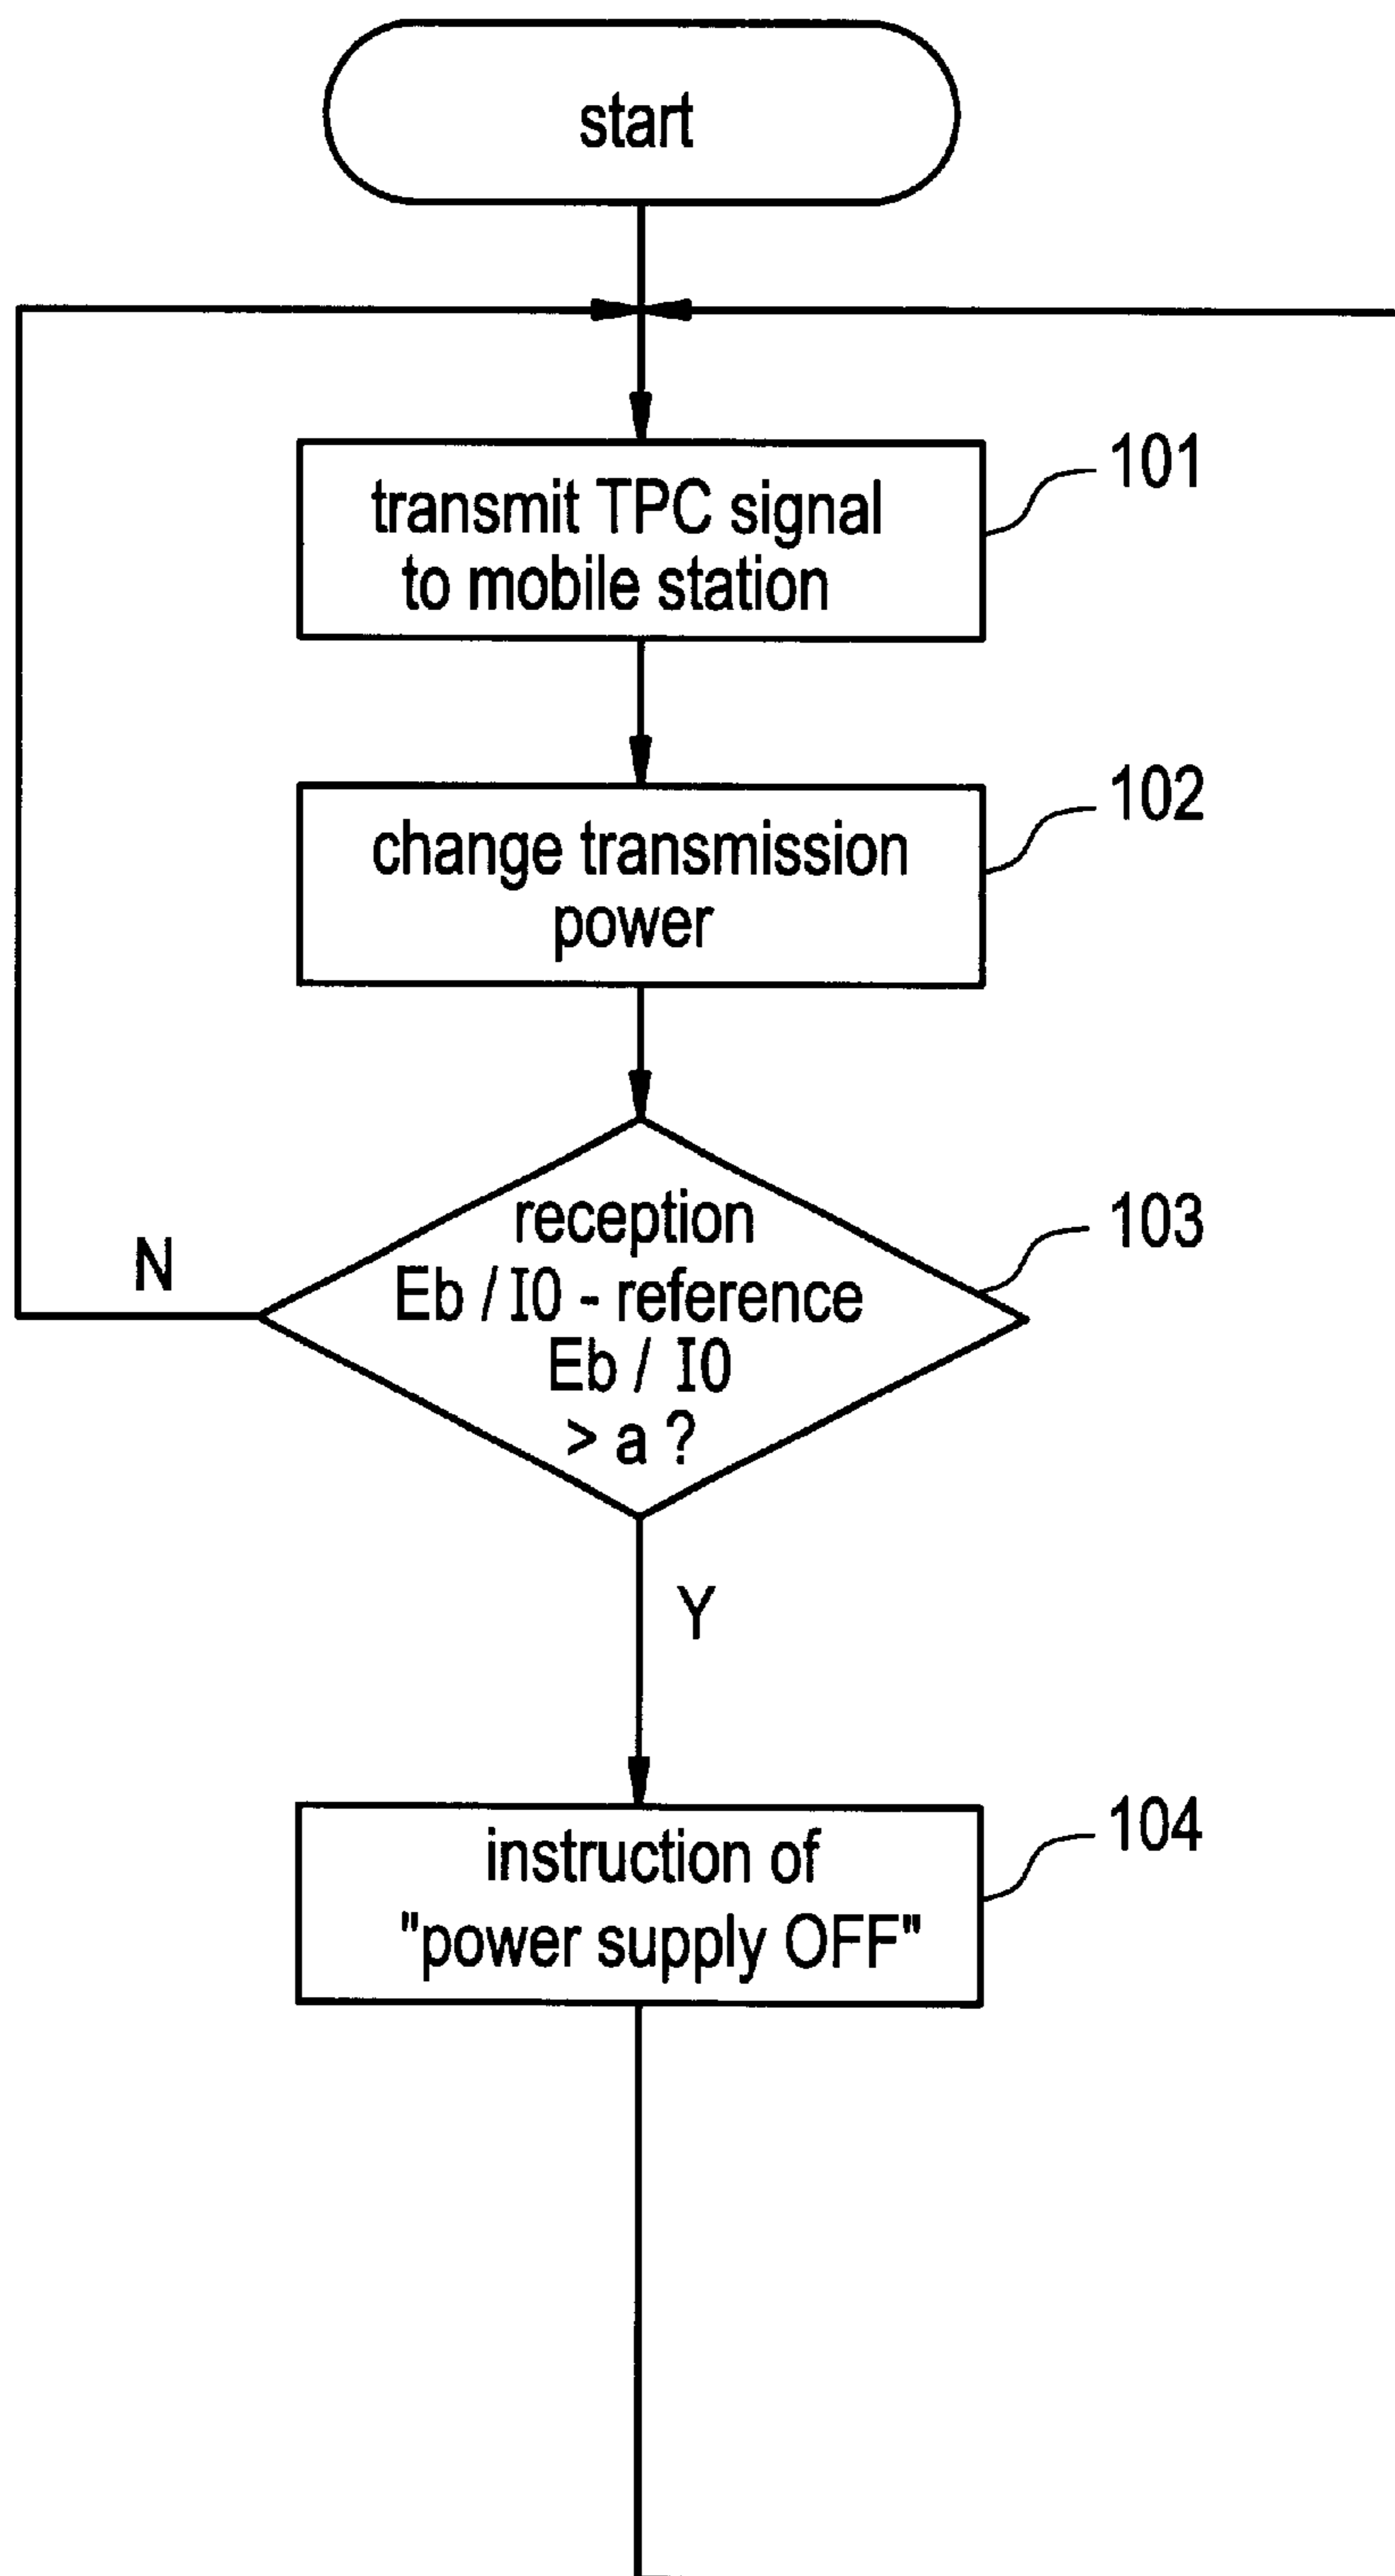 start
transmit TPC signal
to mobile station
101
change transmission
power
102
reception
Eb / I0 - reference
Eb / I0
> a ?
103
N
Y
instruction of
"power supply OFF"
104